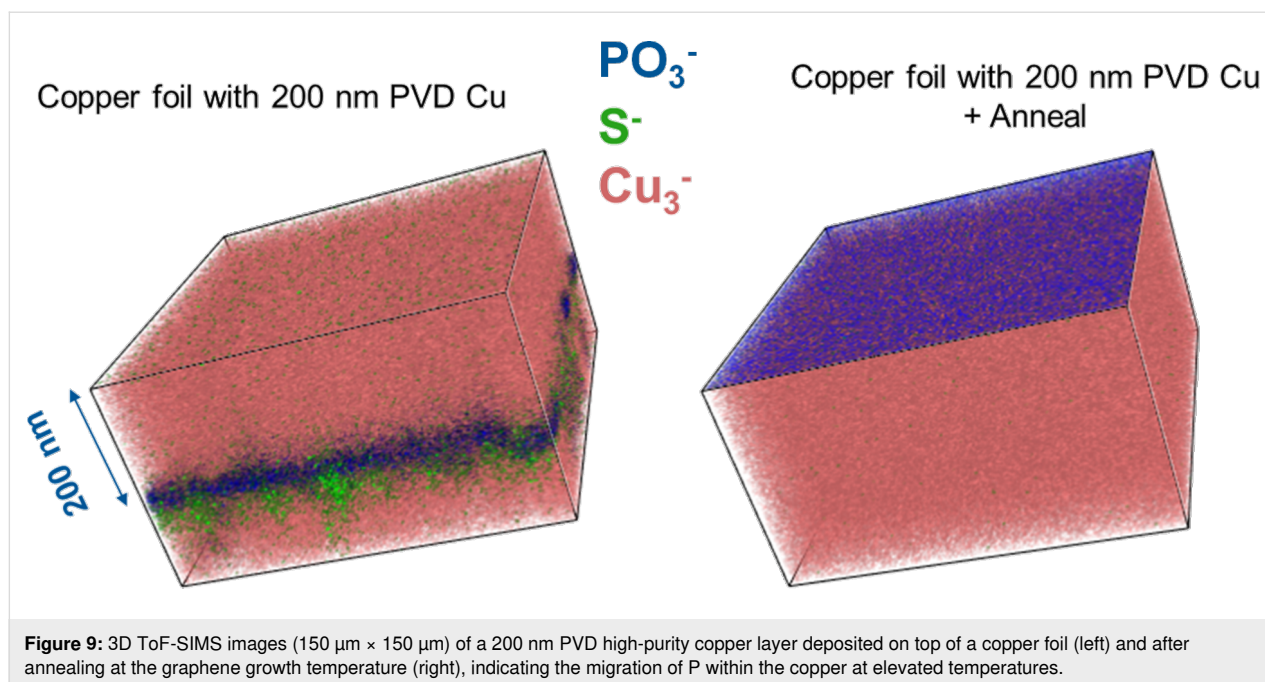 Copper foil with 200 nm PVD Cu
PO₃⁻
S⁻
Cu₃⁻
Copper foil with 200 nm PVD Cu
+ Anneal
200 nm
Figure 9: 3D ToF-SIMS images (150 µm × 150 µm) of a 200 nm PVD high-purity copper layer deposited on top of a copper foil (left) and after
annealing at the graphene growth temperature (right), indicating the migration of P within the copper at elevated temperatures.